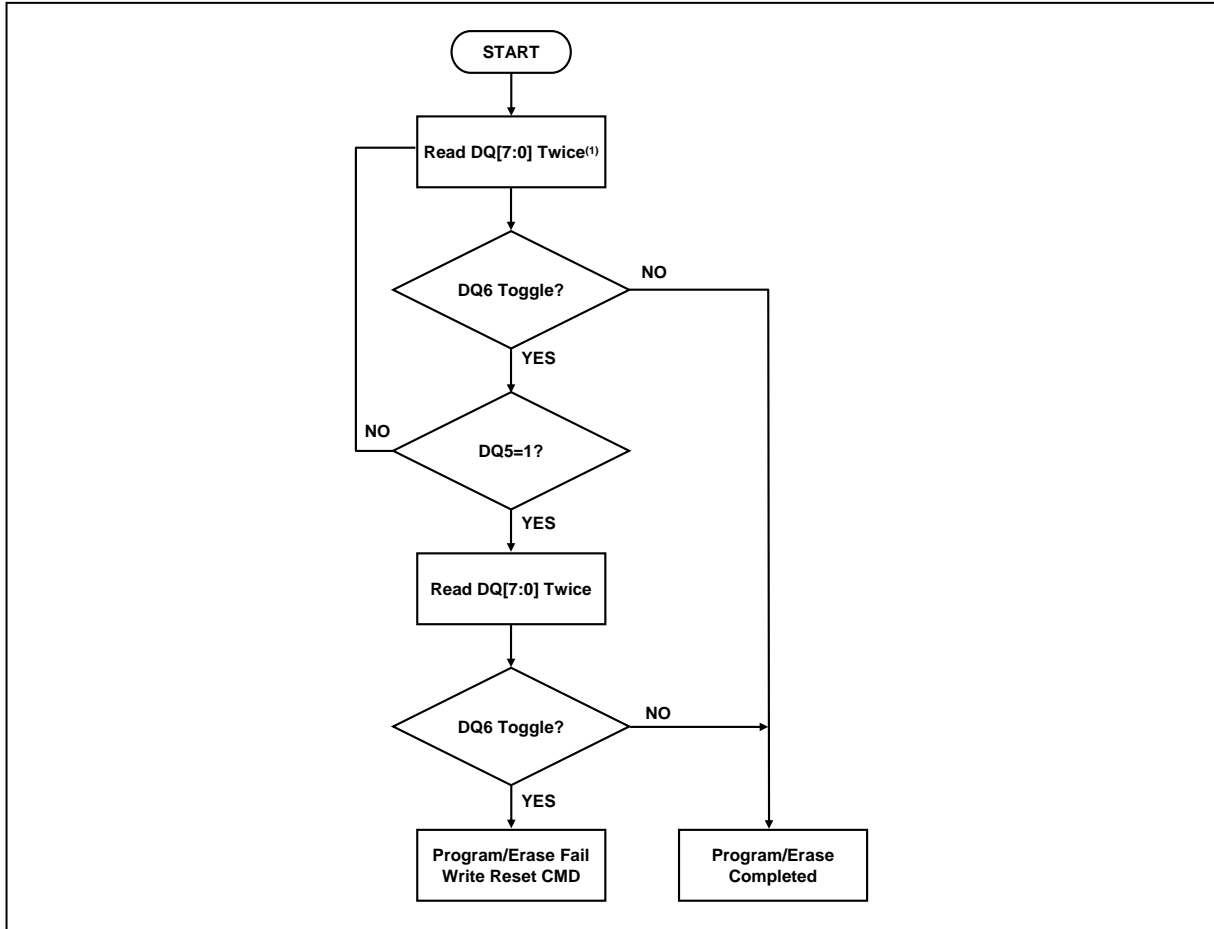 START
Read DQ[7:0] Twice(1)
DQ6 Toggle?
NO
YES
DQ5=1?
NO
YES
Read DQ[7:0] Twice
DQ6 Toggle?
NO
YES
Program/Erase Fail
Write Reset CMD
Program/Erase
Completed